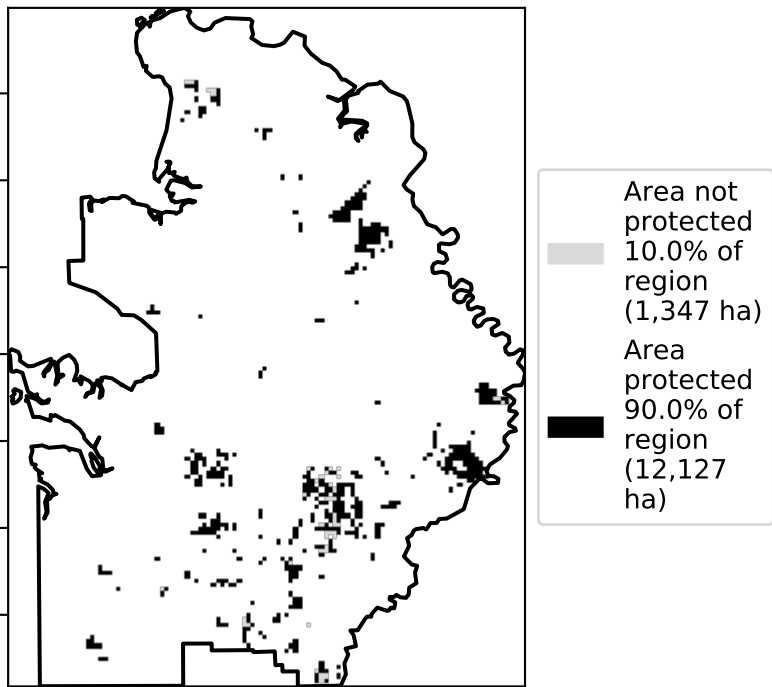 Area not
protected
10.0% of
region
(1,347 ha)
Area
protected
90.0% of
region
(12,127
ha)